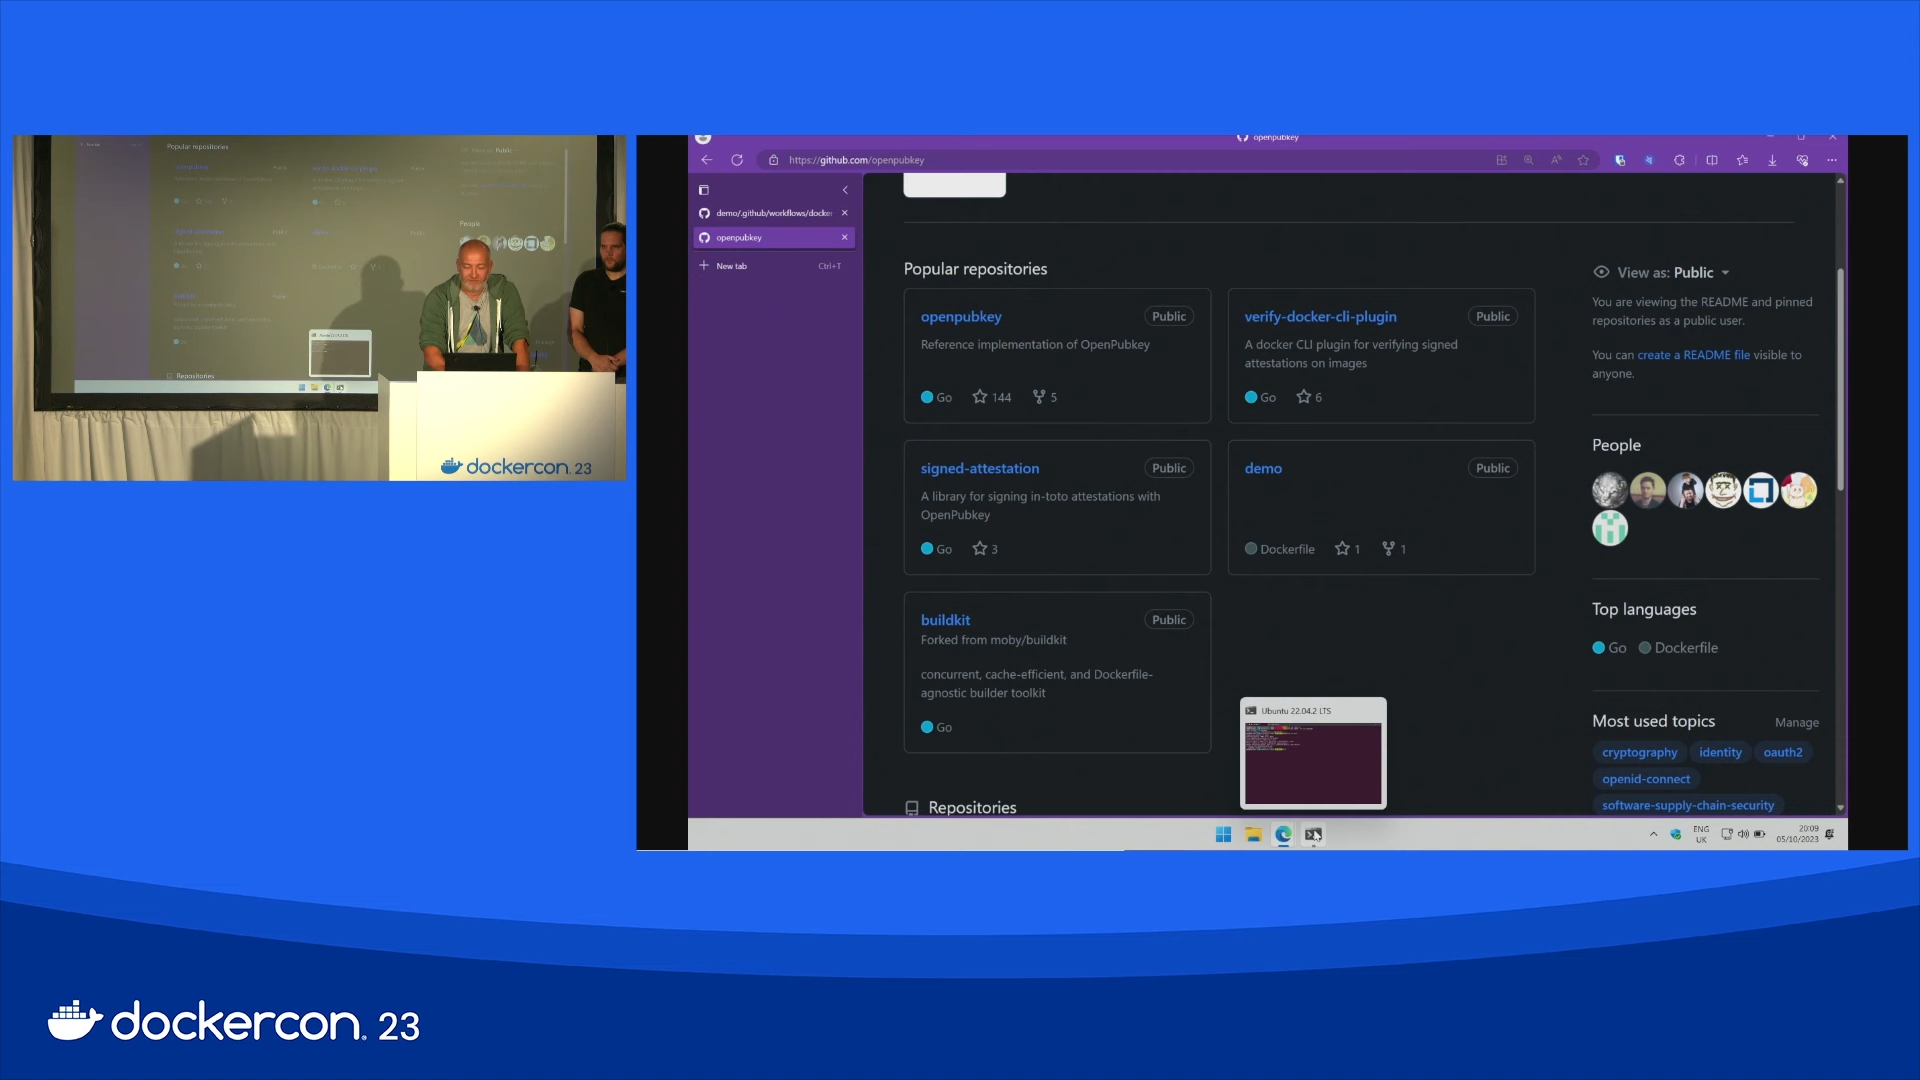 Popular repositories
Repositories
dockercon. 23
openpubkey
https://github.com/openpubkey
demo/.github/workflows/docker
openpubkey
New tab
Ctrl+T
Popular repositories
openpubkey
Public
Reference implementation of OpenPubkey
Go
144
5
verify-docker-cli-plugin
Public
A docker CLI plugin for verifying signed
attestations on images
Go
6
signed-attestation
Public
A library for signing in-toto attestations with
OpenPubkey
Go
3
demo
Public
Dockerfile
1
1
buildkit
Public
Forked from moby/buildkit
concurrent, cache-efficient, and Dockerfile-
agnostic builder toolkit
Go
Repositories
View as: Public
You are viewing the README and pinned
repositories as a public user.
You can create a README file visible to
anyone.
People
Top languages
Go
Dockerfile
Most used topics
Manage
cryptography
identity
oauth2
openid-connect
software-supply-chain-security
Ubuntu 22.04.2 LTS
ENG
UK
20:09
05/10/2023
dockercon. 23